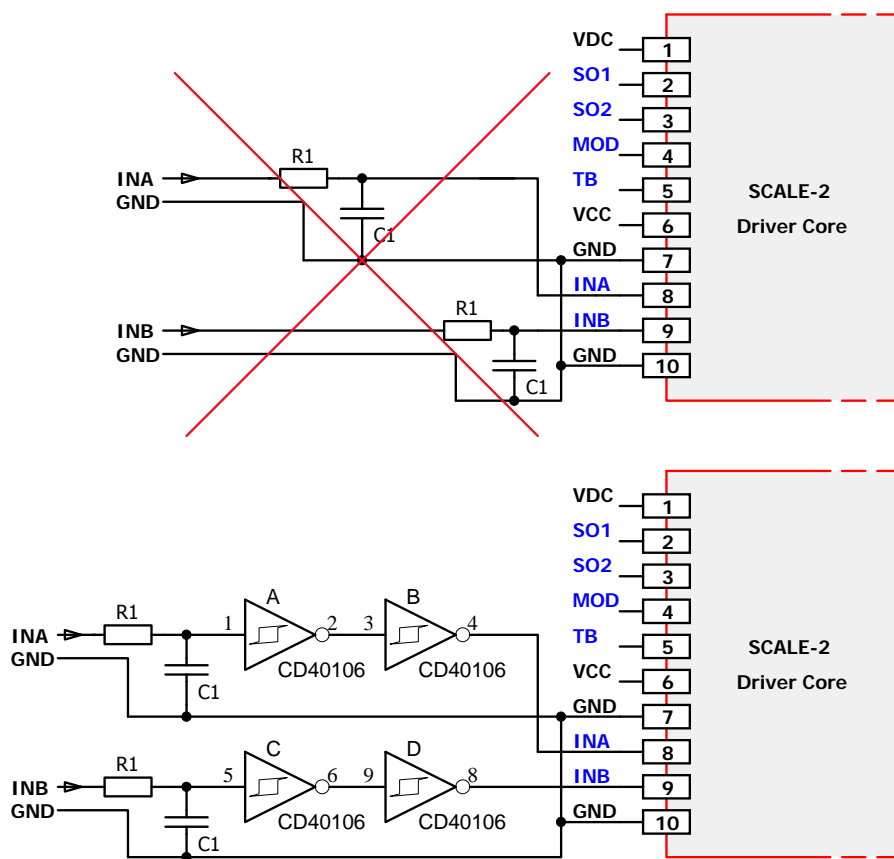 VDC
1
SO1
2
SO2
3
MOD
4
TB
5
VCC
6
GND
7
INA
8
INB
9
GND
10
SCALE-2
Driver Core
R1
INA
GND
C1
R1
INB
GND
C1
VDC
1
SO1
2
SO2
3
MOD
4
TB
5
VCC
6
GND
7
INA
8
INB
9
GND
10
SCALE-2
Driver Core
A
B
R1
1
2
3
4
INA
GND
C1
CD40106
CD40106
C
D
R1
5
6
9
8
INB
GND
C1
CD40106
CD40106